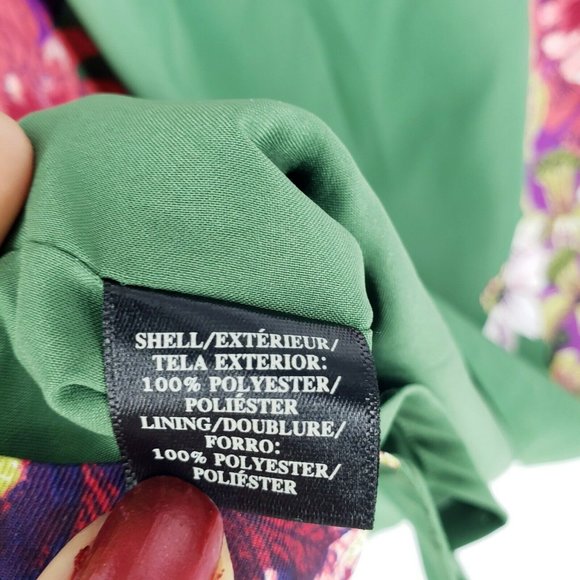 SHELL/EXTÉRIEUR/
TELA EXTERIOR:
100% POLYESTER/
POLIÉSTER
LINING/DOUBLURE/
FORRO:
100% POLYESTER/
POLIÉSTER